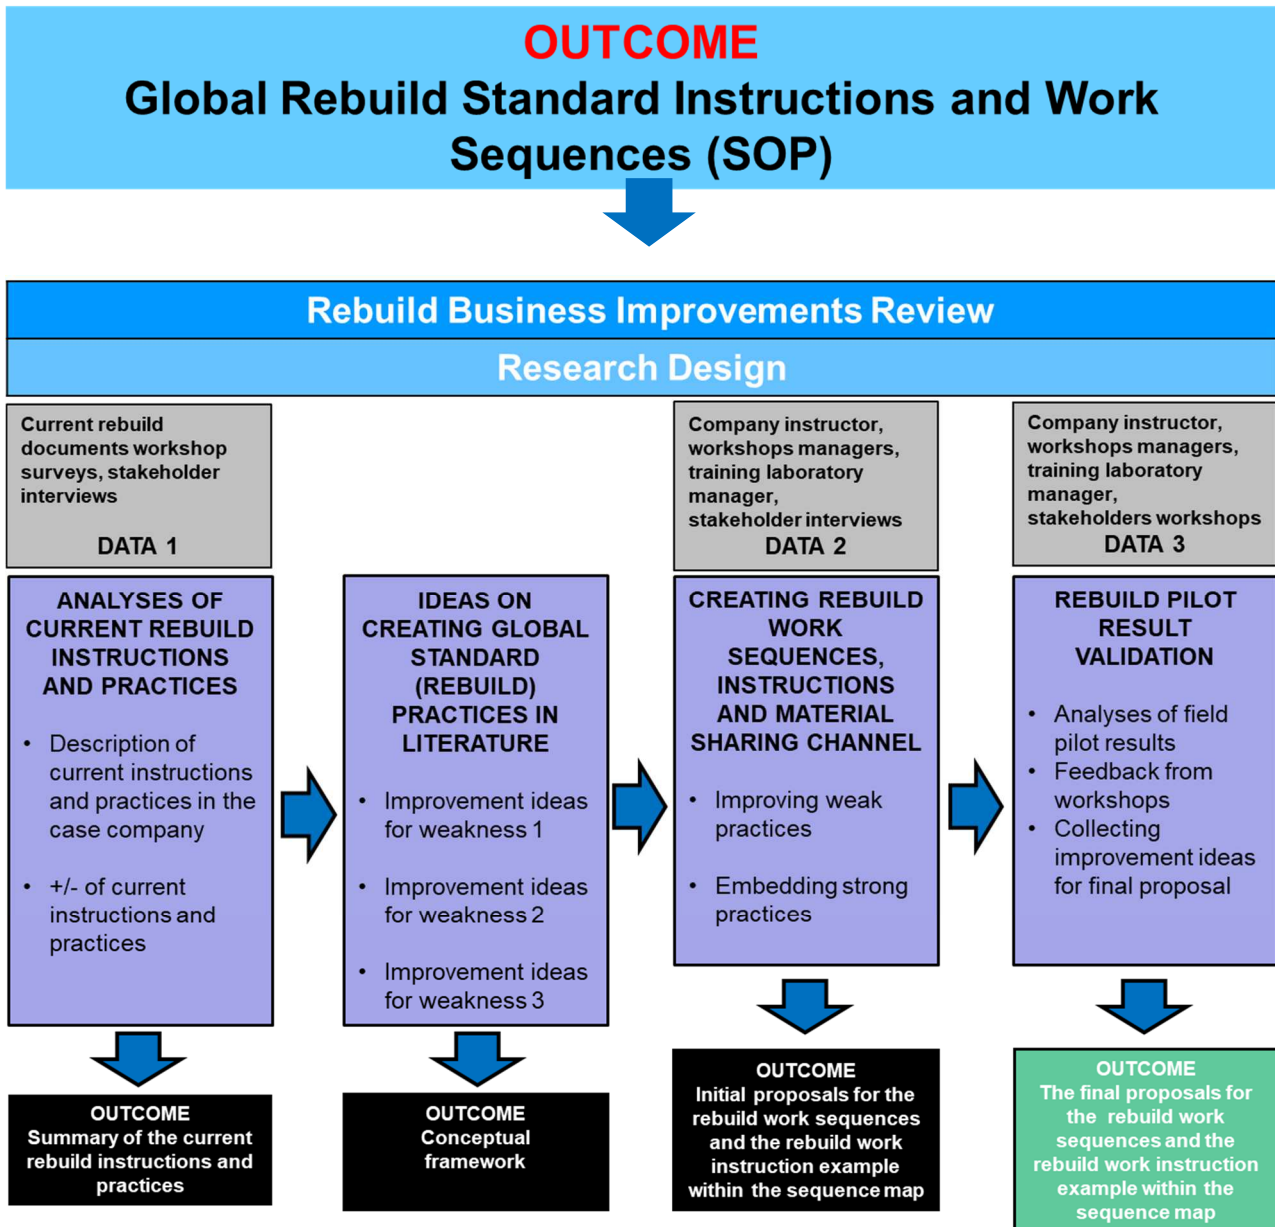 OUTCOME
Global Rebuild Standard Instructions and Work
Sequences (SOP)
Rebuild Business Improvements Review
Research Design
Current rebuild
documents workshop
surveys, stakeholder
interviews
DATA 1
Company instructor,
workshops managers,
training laboratory
manager,
stakeholder interviews
DATA 2
Company instructor,
workshops managers,
training laboratory
manager,
stakeholders workshops
DATA 3
ANALYSES OF
CURRENT REBUILD
INSTRUCTIONS
AND PRACTICES
• Description of
current instructions
and practices in the
case company
• +/- of current
instructions and
practices
IDEAS ON
CREATING GLOBAL
STANDARD
(REBUILD)
PRACTICES IN
LITERATURE
• Improvement ideas
for weakness 1
• Improvement ideas
for weakness 2
• Improvement ideas
for weakness 3
CREATING REBUILD
WORK
SEQUENCES,
INSTRUCTIONS
AND MATERIAL
SHARING CHANNEL
• Improving weak
practices
• Embedding strong
practices
REBUILD PILOT
RESULT
VALIDATION
• Analyses of field
pilot results
• Feedback from
workshops
• Collecting
improvement ideas
for final proposal
OUTCOME
Summary of the current
rebuild instructions and
practices
OUTCOME
Conceptual
framework
OUTCOME
Initial proposals for the
rebuild work sequences
and the rebuild work
instruction example
within the sequence map
OUTCOME
The final proposals for
the rebuild work
sequences and the
rebuild work instruction
example within the
sequence map